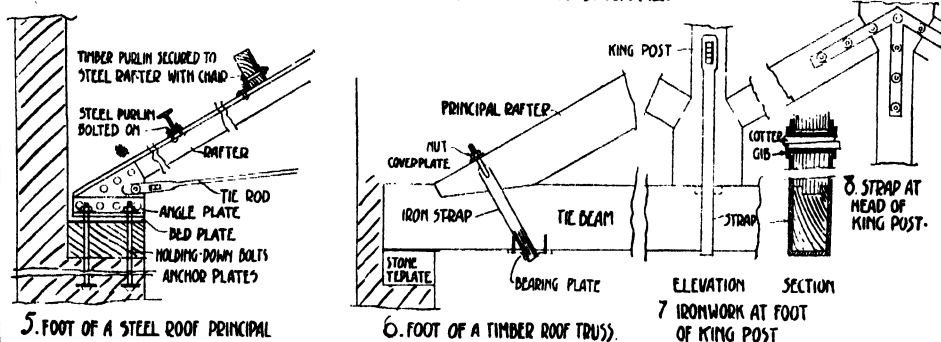 TIMBER PURLIN SECURED TO
STEEL RAFTER WITH CHAIR
STEEL PURLIN
BOLTED ON
RAFTER
TIE ROD
ANGLE PLATE
BED PLATE
HOLDING-DOWN BOLTS
ANCHOR PLATES
5. FOOT OF A STEEL ROOF PRINCIPAL
PRINCIPAL RAFTER
NUT
COVERPLATE
IRON STRAP
TIE BEAM
STONE
TEPLATE
BEARING PLATE
6. FOOT OF A TIMBER ROOF TRUSS.
KING POST
COTTER
GIB
STRAP
ELEVATION SECTION
7 IRONWORK AT FOOT
OF KING POST
8. STRAP AT
HEAD OF
KING POST.